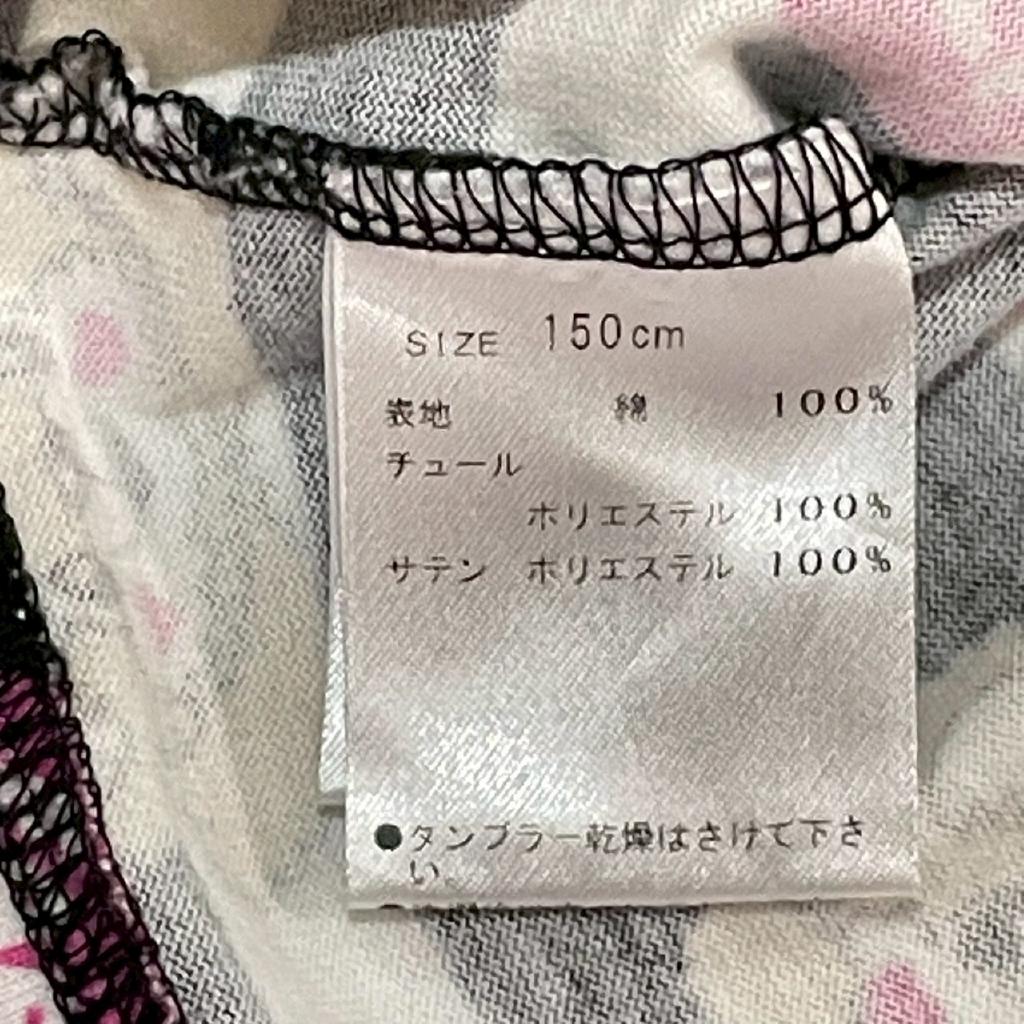 SIZE 150cm
表地 綿 100%
チュール
ポリエステル 100%
サテン ポリエステル 100%
●タンブラー乾燥はさけて下さ
い。